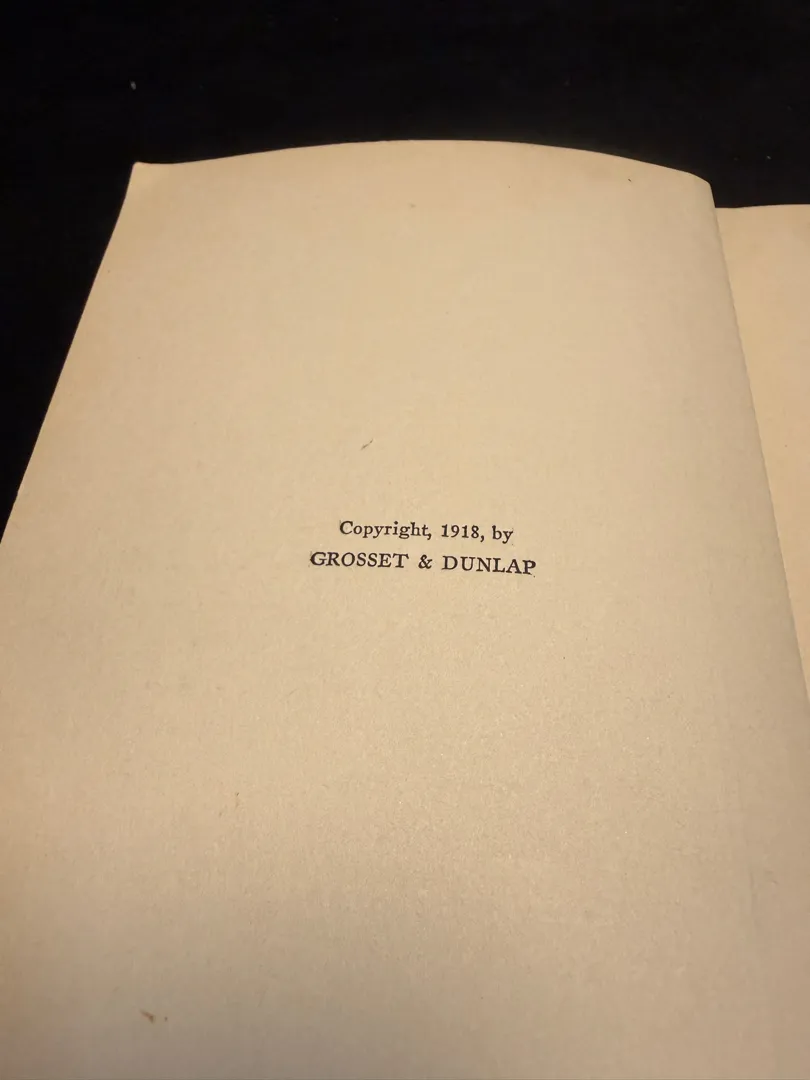 Copyright, 1918, by
GROSSET & DUNLAP